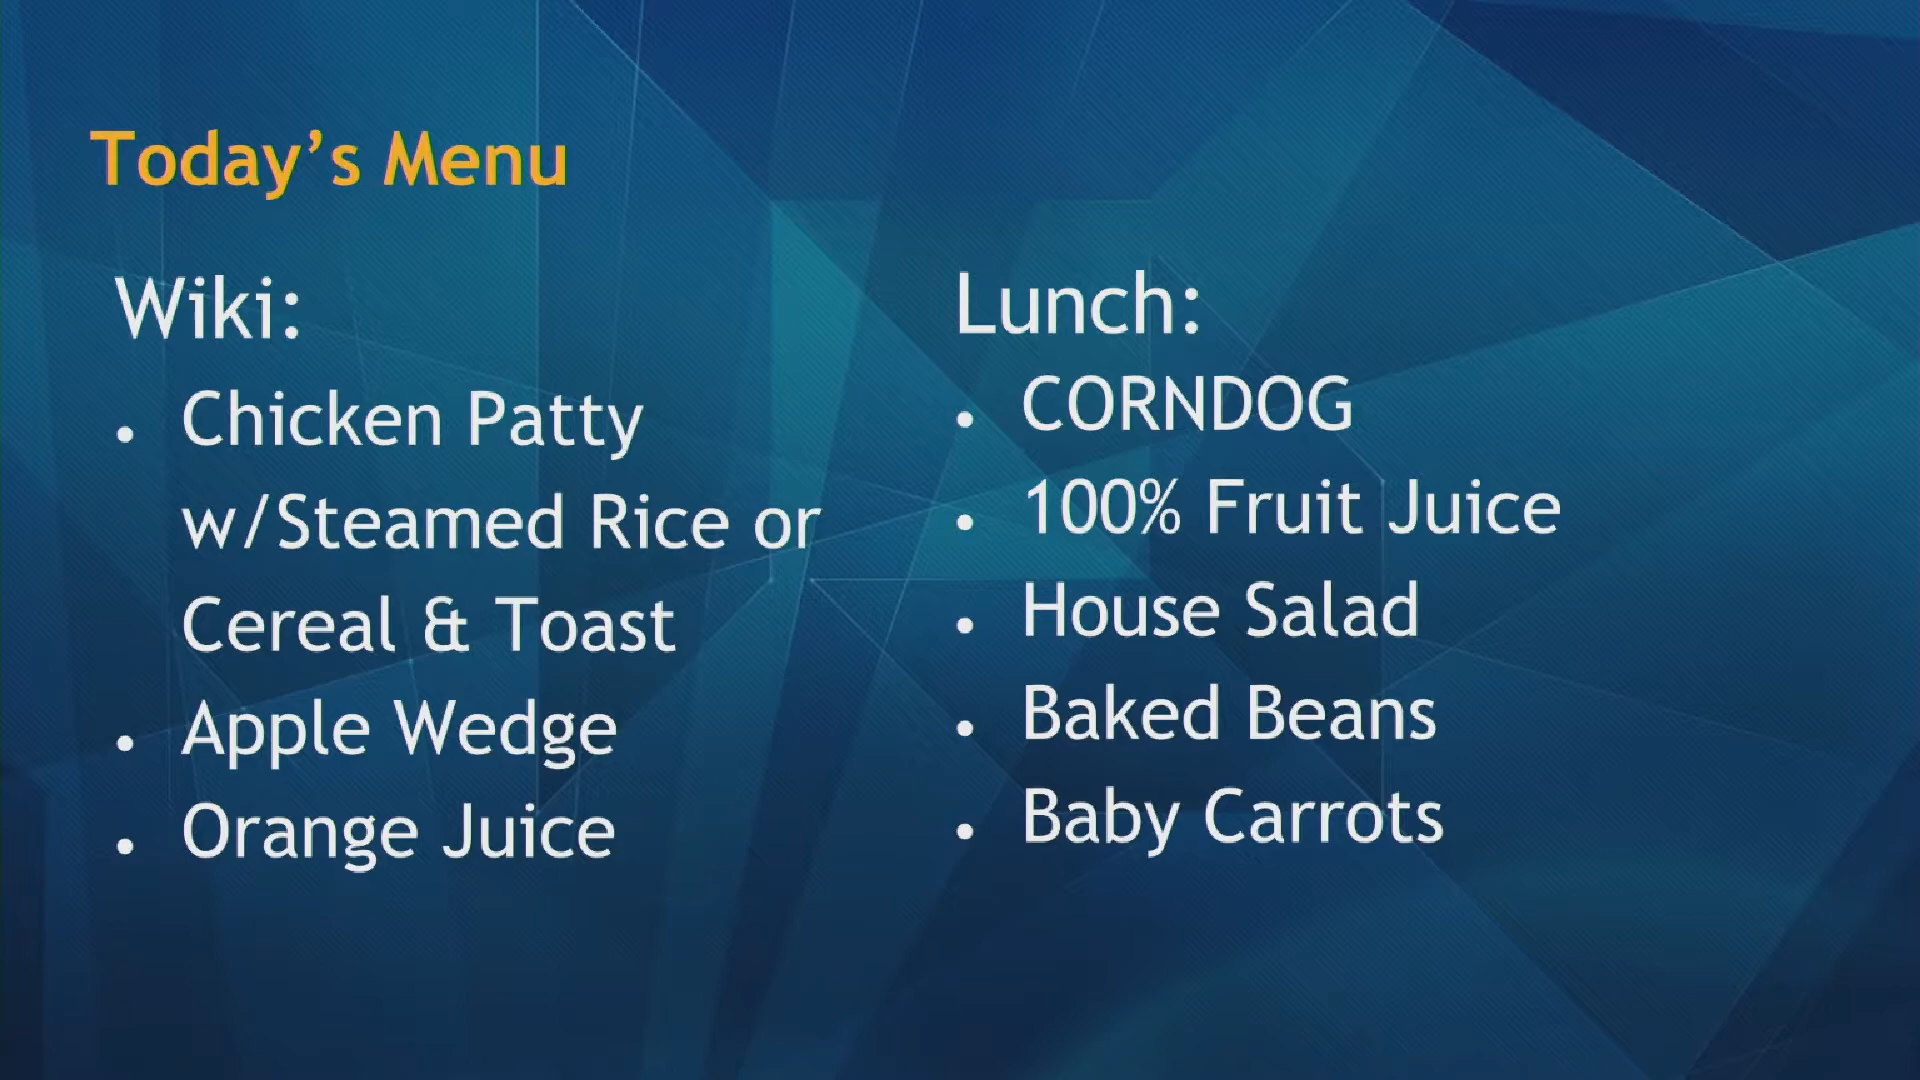 Today’s Menu
Wiki:
• Chicken Patty
w/Steamed Rice or
Cereal & Toast
• Apple Wedge
• Orange Juice
Lunch:
• CORNDOG
• 100% Fruit Juice
• House Salad
• Baked Beans
• Baby Carrots